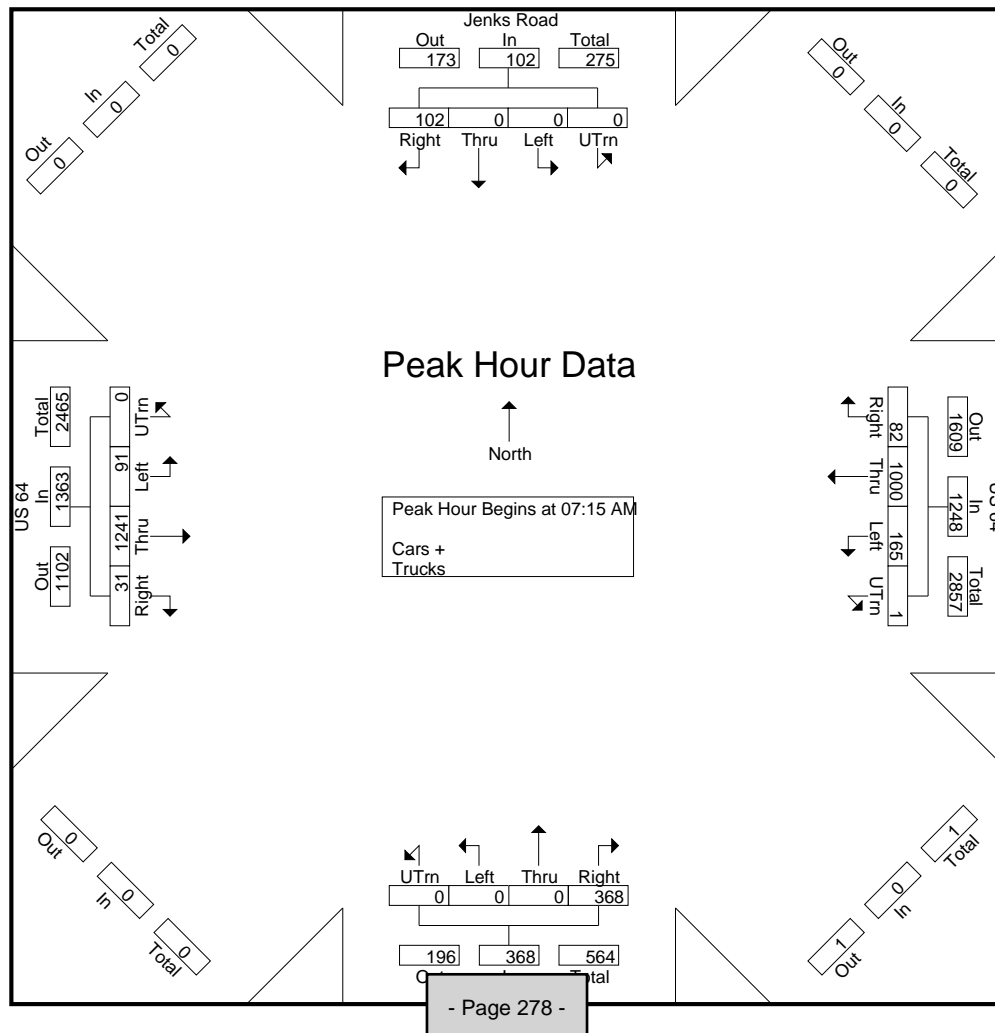 Jenks Road
Out In Total
173 102 275
102 0 0 0
Right Thru Left UTrn
Total 0
In 0
Out 0
Out 0
In 0
Total 0
Peak Hour Data
North
Peak Hour Begins at 07:15 AM
Cars +
Trucks
US 64
Total 2465
In 1363
Out 1102
UTrn 0
Left 91
Thru 1241
Right 31
Right 82
Thru 1000
Left 165
UTrn 1
Out 1609
In 1248
Total 2857
Out 0
In 0
Total 0
Total 1
In 0
Out 1
UTrn Left Thru Right
0 0 0 368
196 368 564
- Page 278 -